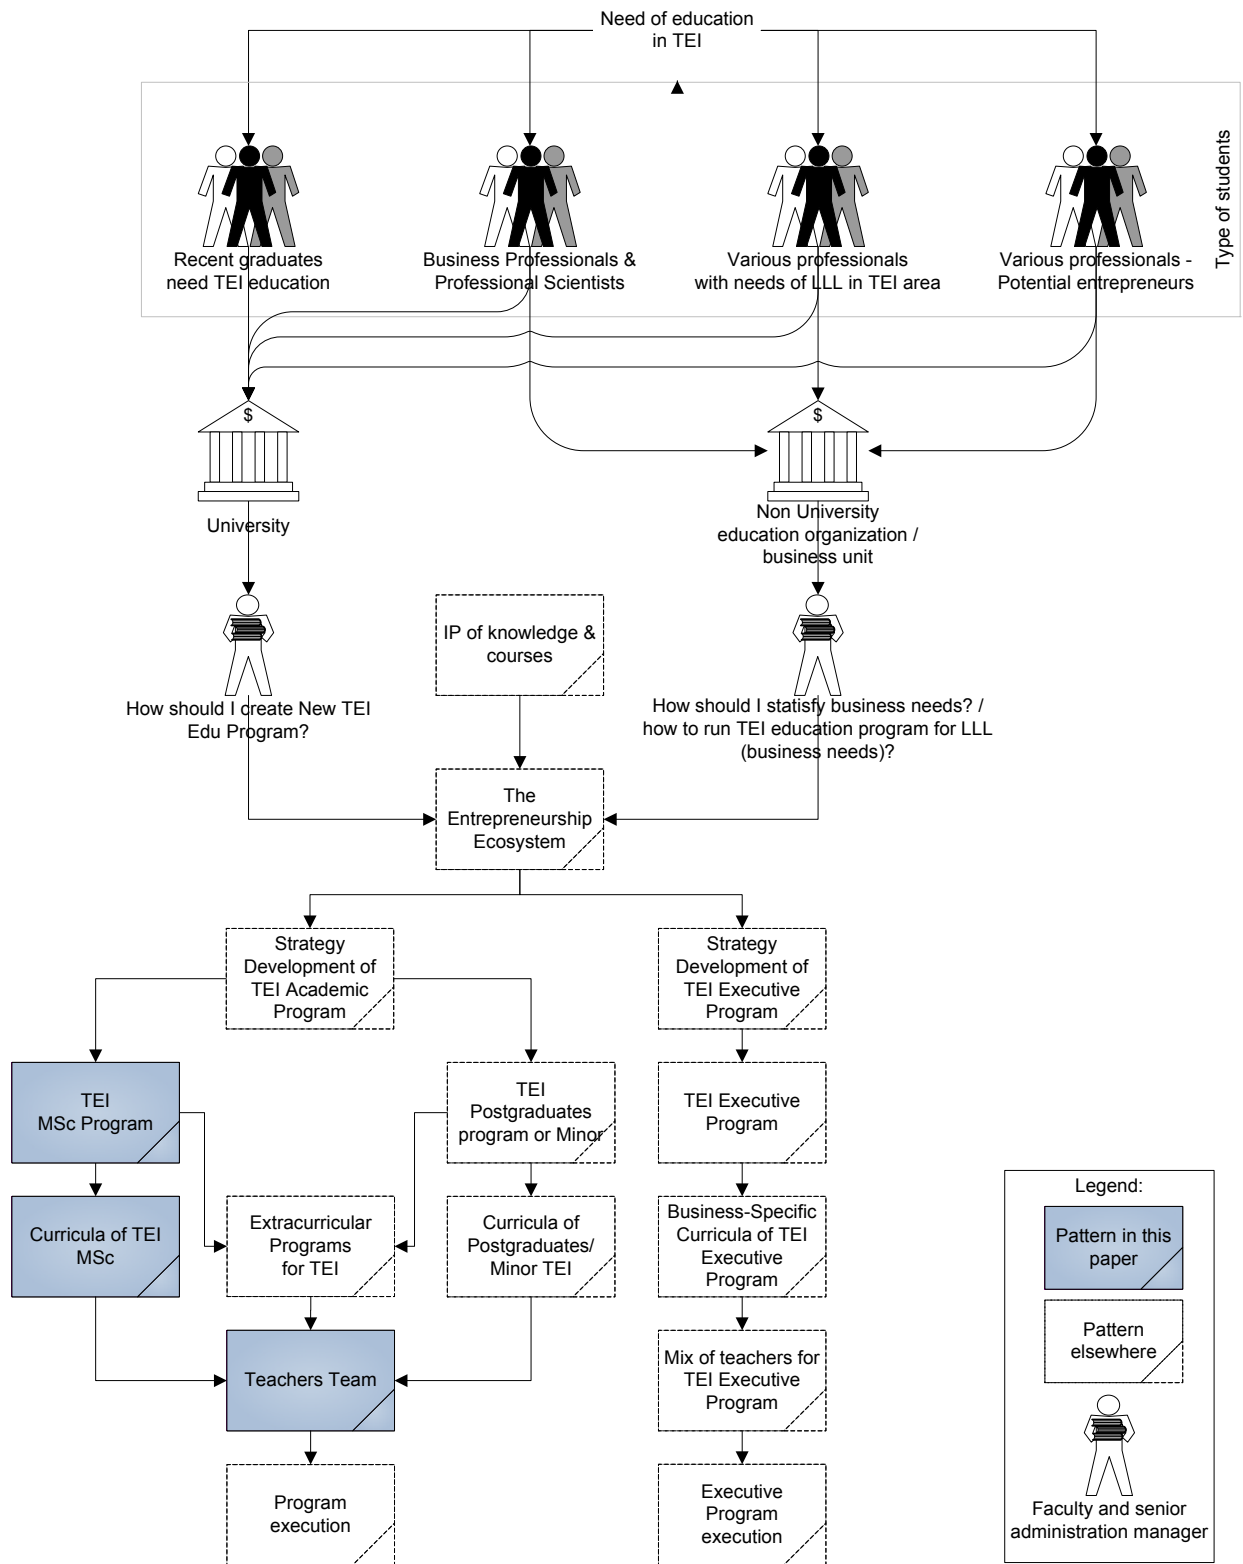 Need of education
in TEI
Type of students
Recent graduates
need TEI education
Business Professionals &
Professional Scientists
Various professionals
with needs of LLL in TEI area
Various professionals -
Potential entrepreneurs
$
$
University
Non University
education organization /
business unit
IP of knowledge &
courses
How should I create New TEI
Edu Program?
How should I statisfy business needs? /
how to run TEI education program for LLL
(business needs)?
The
Entrepreneurship
Ecosystem
Strategy
Development of
TEI Academic
Program
Strategy
Development of
TEI Executive
Program
TEI
MSc Program
TEI
Postgraduates
program or Minor
TEI Executive
Program
Curricula of TEI
MSc
Extracurricular
Programs
for TEI
Curricula of
Postgraduates/
Minor TEI
Business-Specific
Curricula of TEI
Executive
Program
Teachers Team
Mix of teachers for
TEI Executive
Program
Program
execution
Executive
Program
execution
Legend:
Pattern in this
paper
Pattern
elsewhere
Faculty and senior
administration manager